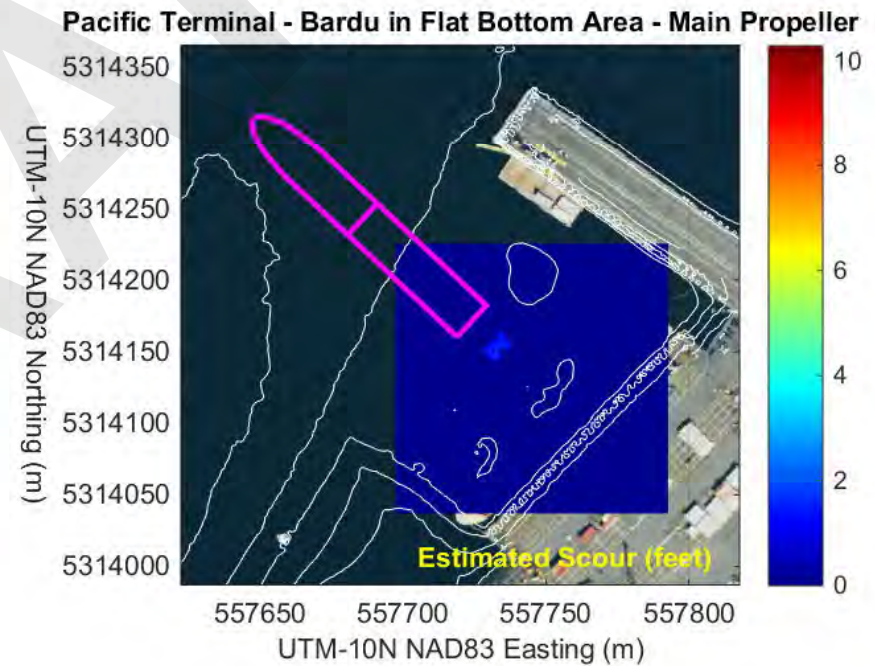 Pacific Terminal - Bardu in Flat Bottom Area - Main Propeller
UTM-10N NAD83 Northing (m)
5314350
5314300
5314250
5314200
5314150
5314100
5314050
5314000
Estimated Scour (feet)
557650 557700 557750 557800
UTM-10N NAD83 Easting (m)
10
8
6
4
2
0